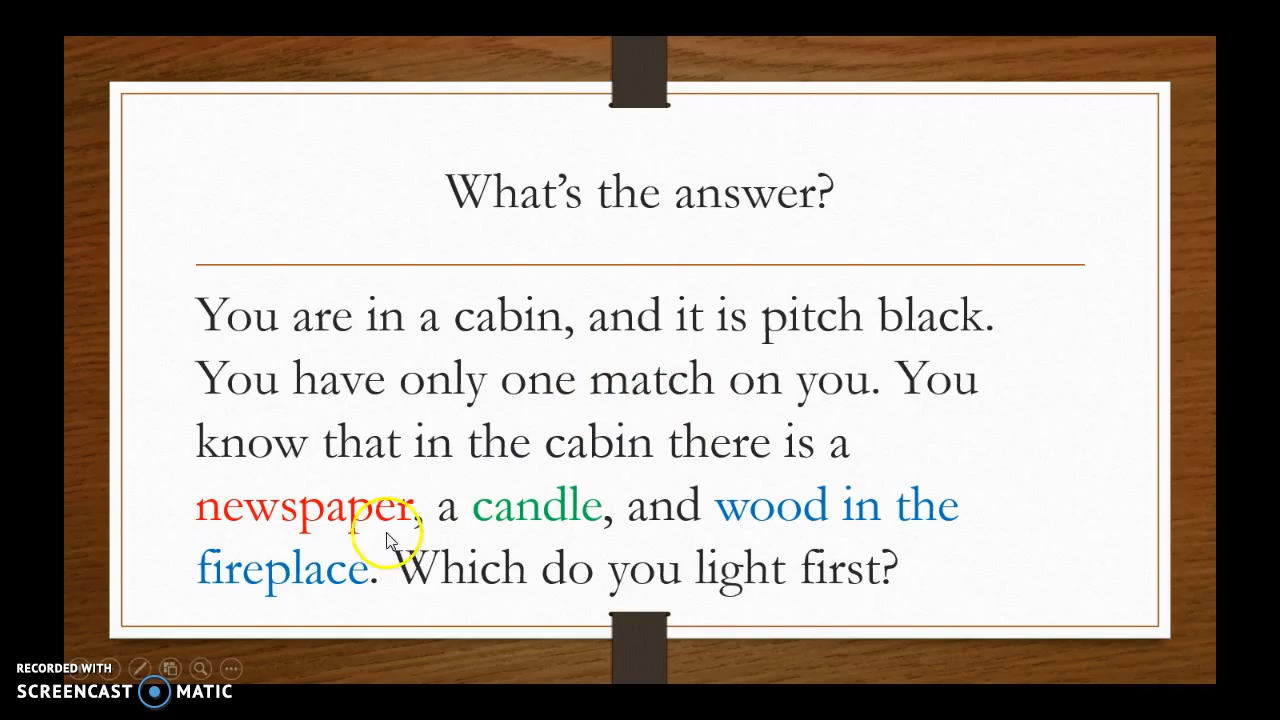 What's the answer?
You are in a cabin, and it is pitch black.
You have only one match on you. You
know that in the cabin there is a
newspaper, a candle, and wood in the
fireplace. Which do you light first?
RECORDED WITH
SCREENCAST MATIC